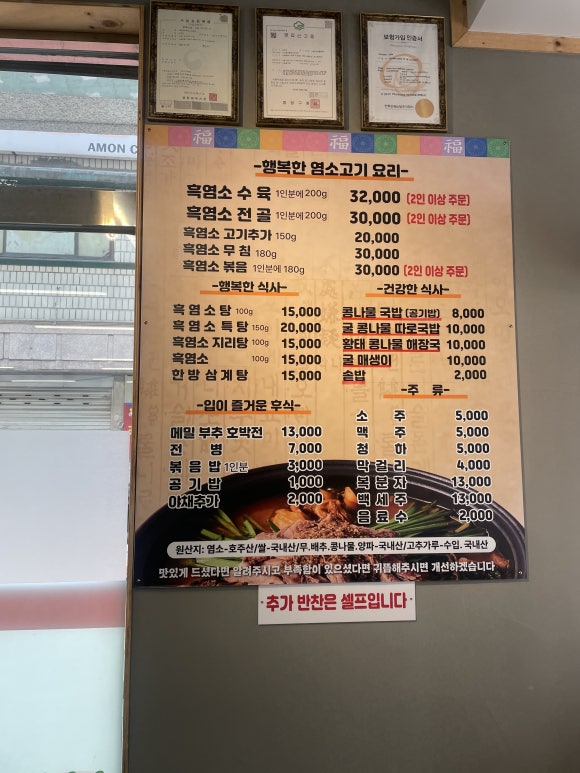 보험가입 인증서
AMON C
福 福
-행복한 염소고기 요리-
흑염소 수 육 1인분에 200g 32,000 (2인 이상 주문)
흑염소 전 골 1인분에 200g 30,000 (2인 이상 주문)
흑염소 고기추가 150g 20,000
흑염소 무 침 180g 30,000
흑염소 볶음 1인분에 180g 30,000 (2인 이상 주문)
-행복한 식사-
흑 염 소 탕 100g 15,000
흑 염 소 특 탕 150g 20,000
흑염소 지리탕 100g 15,000
흑염소 100g 15,000
한 방 삼 계 탕 15,000
-건강한 식사-
콩나물 국밥 (공기밥) 8,000
굴 콩나물 따로국밥 10,000
황태 콩나물 해장국 10,000
굴 매생이 10,000
솥밥 2,000
-입이 즐거운 후식-
메밀 부추 호박전 13,000
전 병 7,000
볶 음 밥 1인분 3,000
공 기 밥 1,000
야채추가 2,000
-주 류-
소 주 5,000
맥 주 5,000
청 하 5,000
막 걸 리 4,000
복 분 자 13,000
백 세 주 13,000
음 료 수 2,000
원산지: 염소-호주산/쌀-국내산/무.배추.콩나물.양파-국내산/고추가루-수입. 국내산
맛있게 드셨다면 알려주시고 부족함이 있으셨다면 귀뜸해주시면 개선하겠습니다
추가 반찬은 셀프입니다